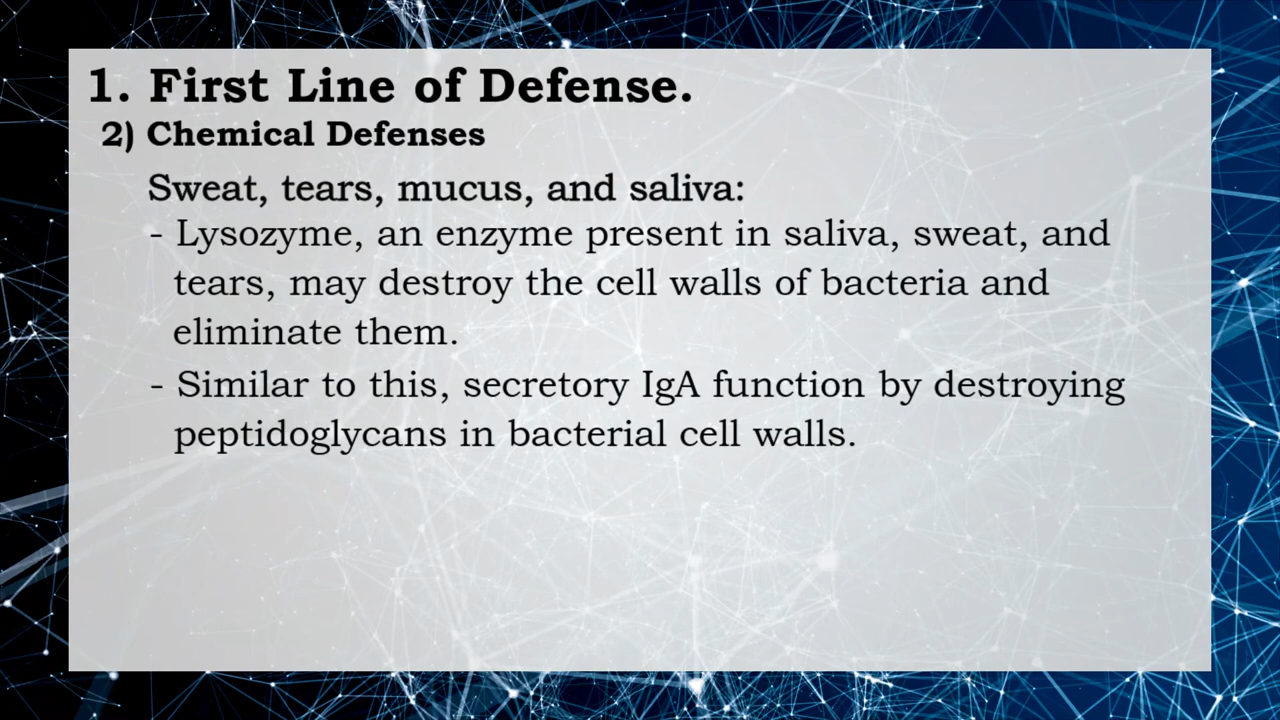 1. First Line of Defense.
2) Chemical Defenses
Sweat, tears, mucus, and saliva:
- Lysozyme, an enzyme present in saliva, sweat, and
tears, may destroy the cell walls of bacteria and
eliminate them.
- Similar to this, secretory IgA function by destroying
peptidoglycans in bacterial cell walls.